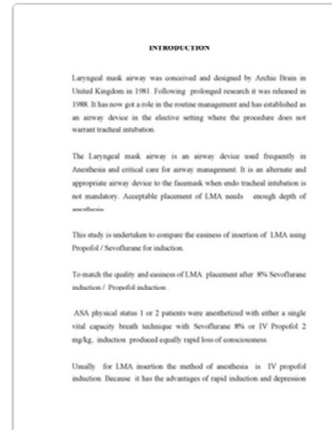 INTRODUCTION
Laryngeal mask airway was conceived and designed by Archie Brain in
United Kingdom in 1981. Following prolonged research it was released in
1988. It has now got a role in the routine management and has established as
an airway device in the elective setting where the procedure does not
warrant tracheal intubation.
The Laryngeal mask airway is an airway device used frequently in
Anesthesia and critical care for airway management. It is an alternate and
appropriate airway device to the facemask when endo tracheal intubation is
not mandatory. Acceptable placement of LMA needs enough depth of
anesthesia.
This study is undertaken to compare the easiness of insertion of LMA using
Propofol / Sevoflurane for induction.
To match the quality and easiness of LMA placement after 8% Sevoflurane
induction / Propofol induction .
ASA physical status 1 or 2 patients were anesthetized with either a single
vital capacity breath technique with Sevoflurane 8% or IV Propofol 2
mg/kg, induction produced equally rapid loss of consciousness.
Usually for LMA insertion the method of anesthesia is IV propofol
induction. Because it has the advantages of rapid induction and depression